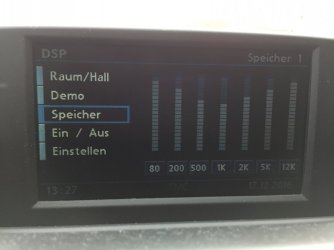 DSP Speicher 1
Raum/Hall
Demo
Speicher
Ein / Aus
Einstellen
80 200 500 1K 2K 5K 12K
13:27 17.12.2016